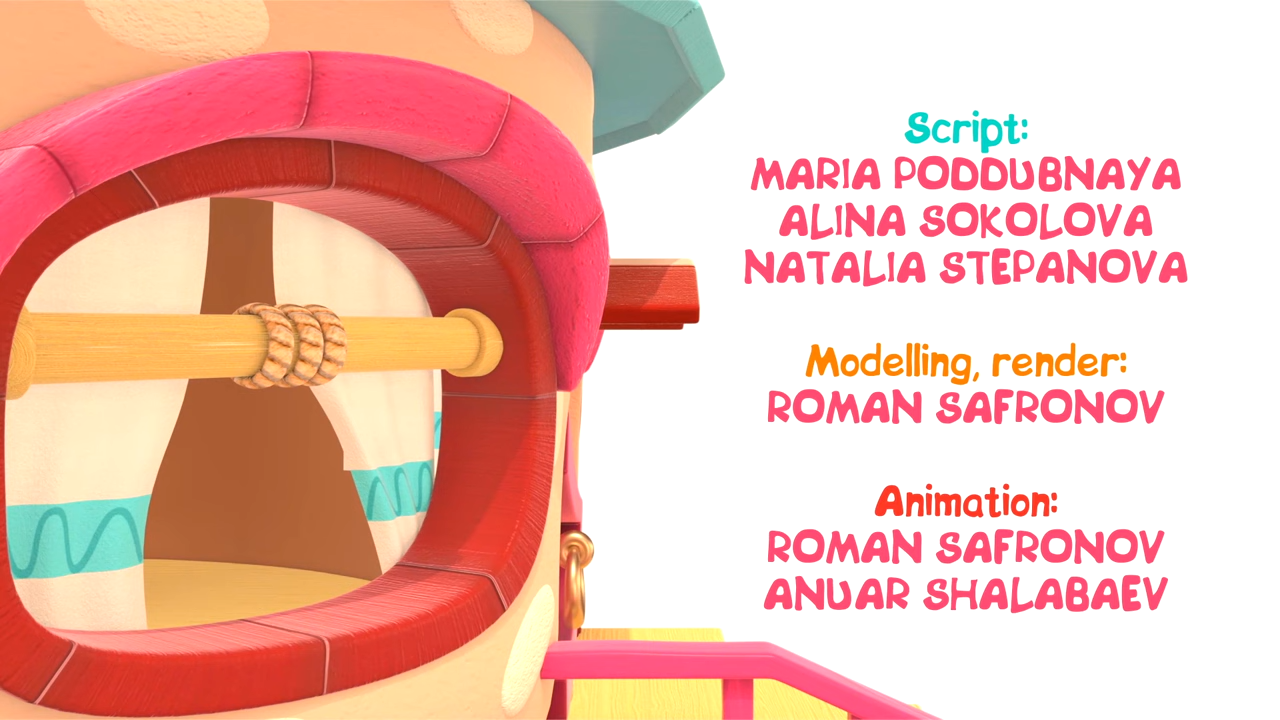 Script:
MARIA PODDUBNAYA
ALINA SOKOLOVA
NATALIA STEPANOVA
Modelling, render:
ROMAN SAFRONOV
Animation:
ROMAN SAFRONOV
ANUAR SHALABAEV